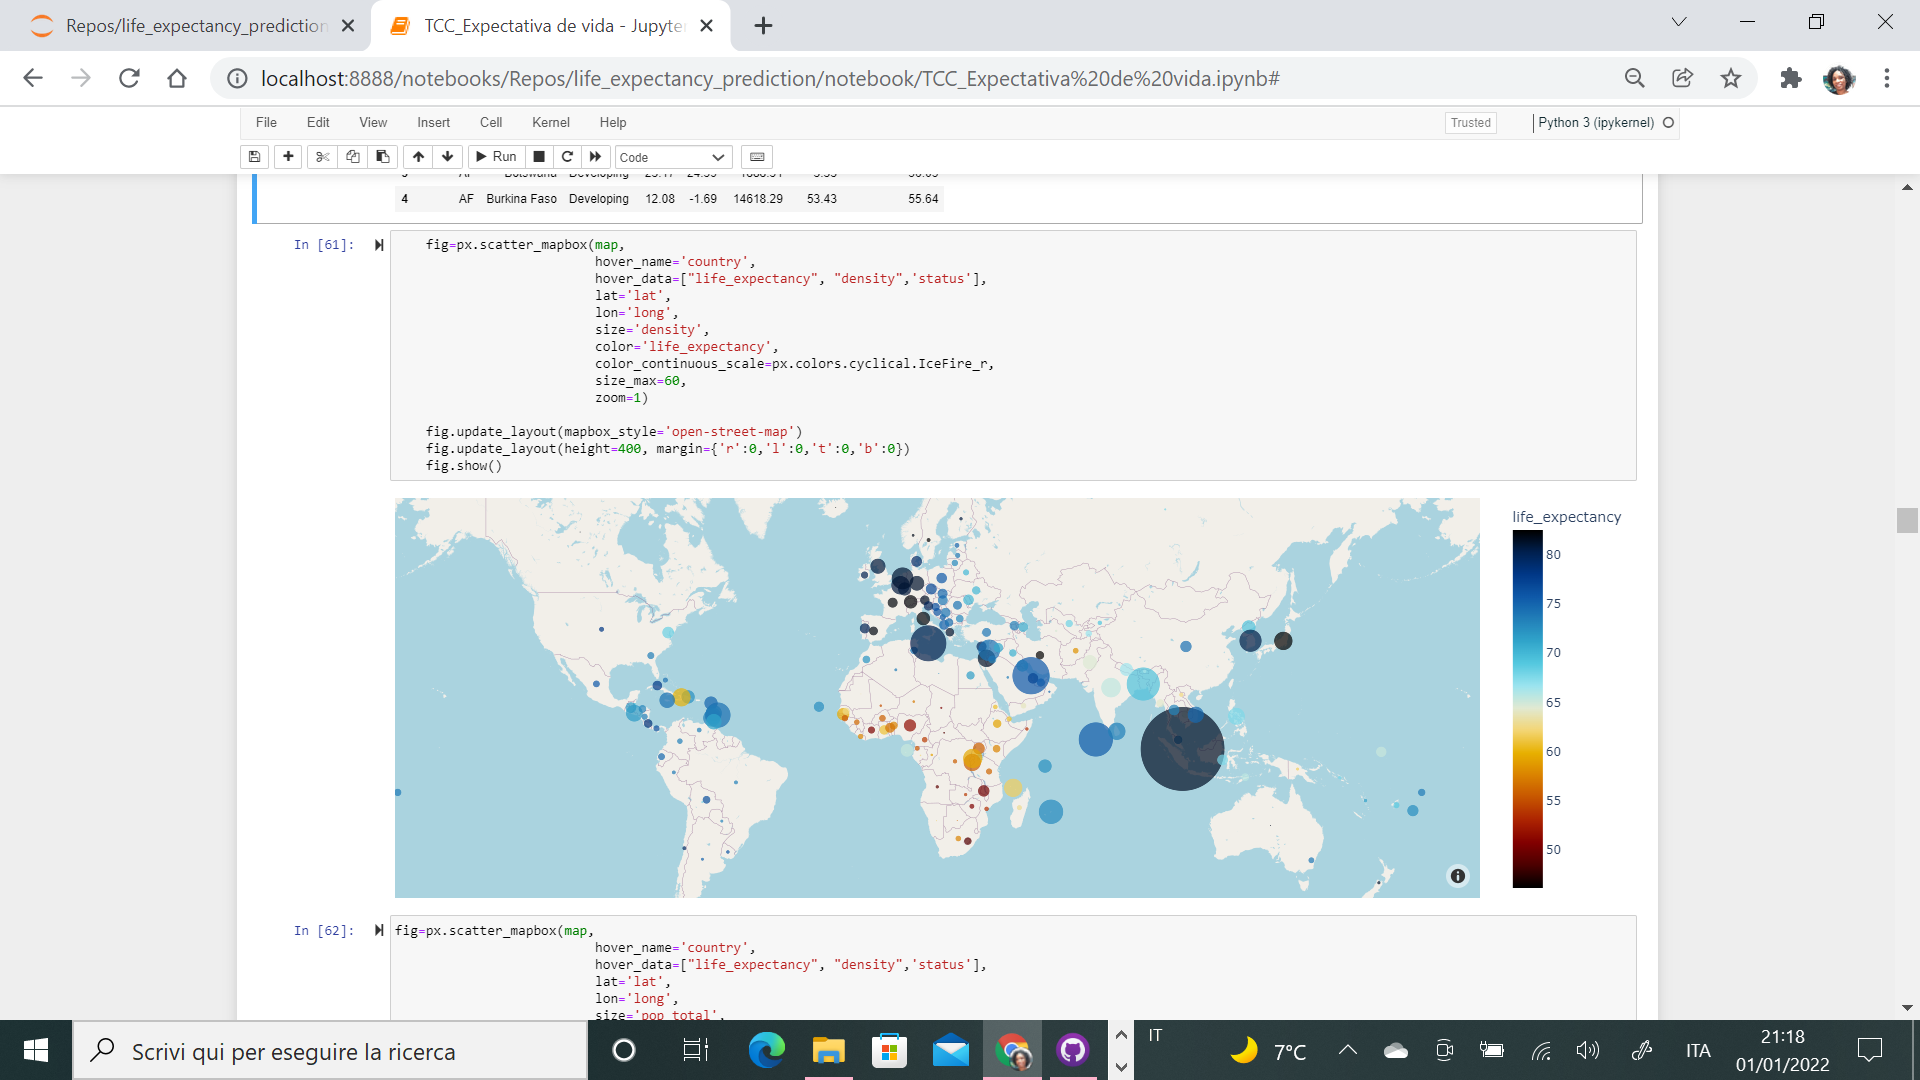 Repos/life_expectancy_prediction
TCC_Expectativa de vida - Jupyte
localhost:8888/notebooks/Repos/life_expectancy_prediction/notebook/TCC_Expectativa%20de%20vida.ipynb#
File Edit View Insert Cell Kernel Help
Trusted
Python 3 (ipykernel)
Run
Code
4 AF Burkina Faso Developing 12.08 -1.69 14618.29 53.43 55.64
In [61]:
fig=px.scatter_mapbox(map,
hover_name='country',
hover_data=["life_expectancy", "density",'status'],
lat='lat',
lon='long',
size='density',
color='life_expectancy',
color_continuous_scale=px.colors.cyclical.IceFire_r,
size_max=60,
zoom=1)
fig.update_layout(mapbox_style='open-street-map')
fig.update_layout(height=400, margin={'r':0,'l':0,'t':0,'b':0})
fig.show()
life_expectancy
80
75
70
65
60
55
50
In [62]:
fig=px.scatter_mapbox(map,
hover_name='country',
hover_data=["life_expectancy", "density",'status'],
lat='lat',
lon='long',
size='pop_total',
Scrivi qui per eseguire la ricerca
IT
7°C
ITA
21:18
01/01/2022